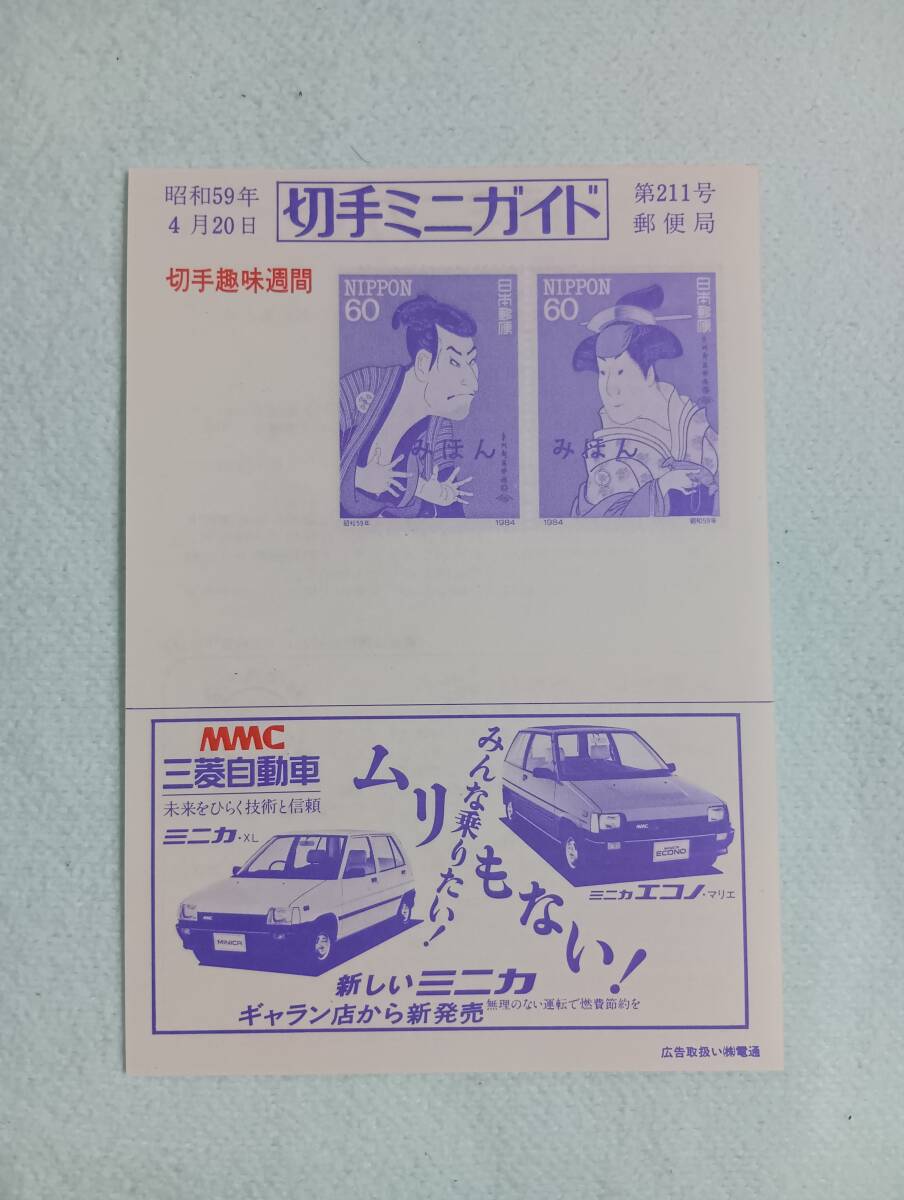 昭和59年
4月20日
切手ミニガイド
第211号
郵便局
切手趣味週間
NIPPON
60
日本郵便
みほん
昭和59年
1984
NIPPON
60
日本郵便
みほん
1984
昭和59年
MMC
三菱自動車
未来をひらく技術と信頼
ミニカ・XL
MMC
MINICA
みんな乗りたい!
ムリもない!
MMC
ECONO
ミニカエコノ・マリエ
新しいミニカ
ギャラン店から新発売
無理のない運転で燃費節約を
広告取扱い㈱電通